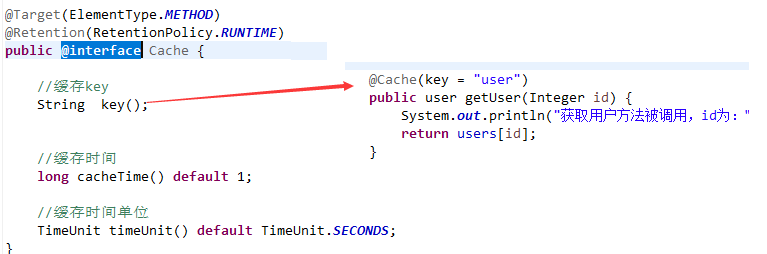 @Target(ElementType.METHOD)
@Retention(RetentionPolicy.RUNTIME)
public @interface Cache {
//缓存key
String  key();
//缓存时间
long cacheTime() default 1;
//缓存时间单位
TimeUnit timeUnit() default TimeUnit.SECONDS;
}
@Cache(key = "user")
public user getUser(Integer id) {
System.out.println("获取用户方法被调用，id为："
return users[id];
}